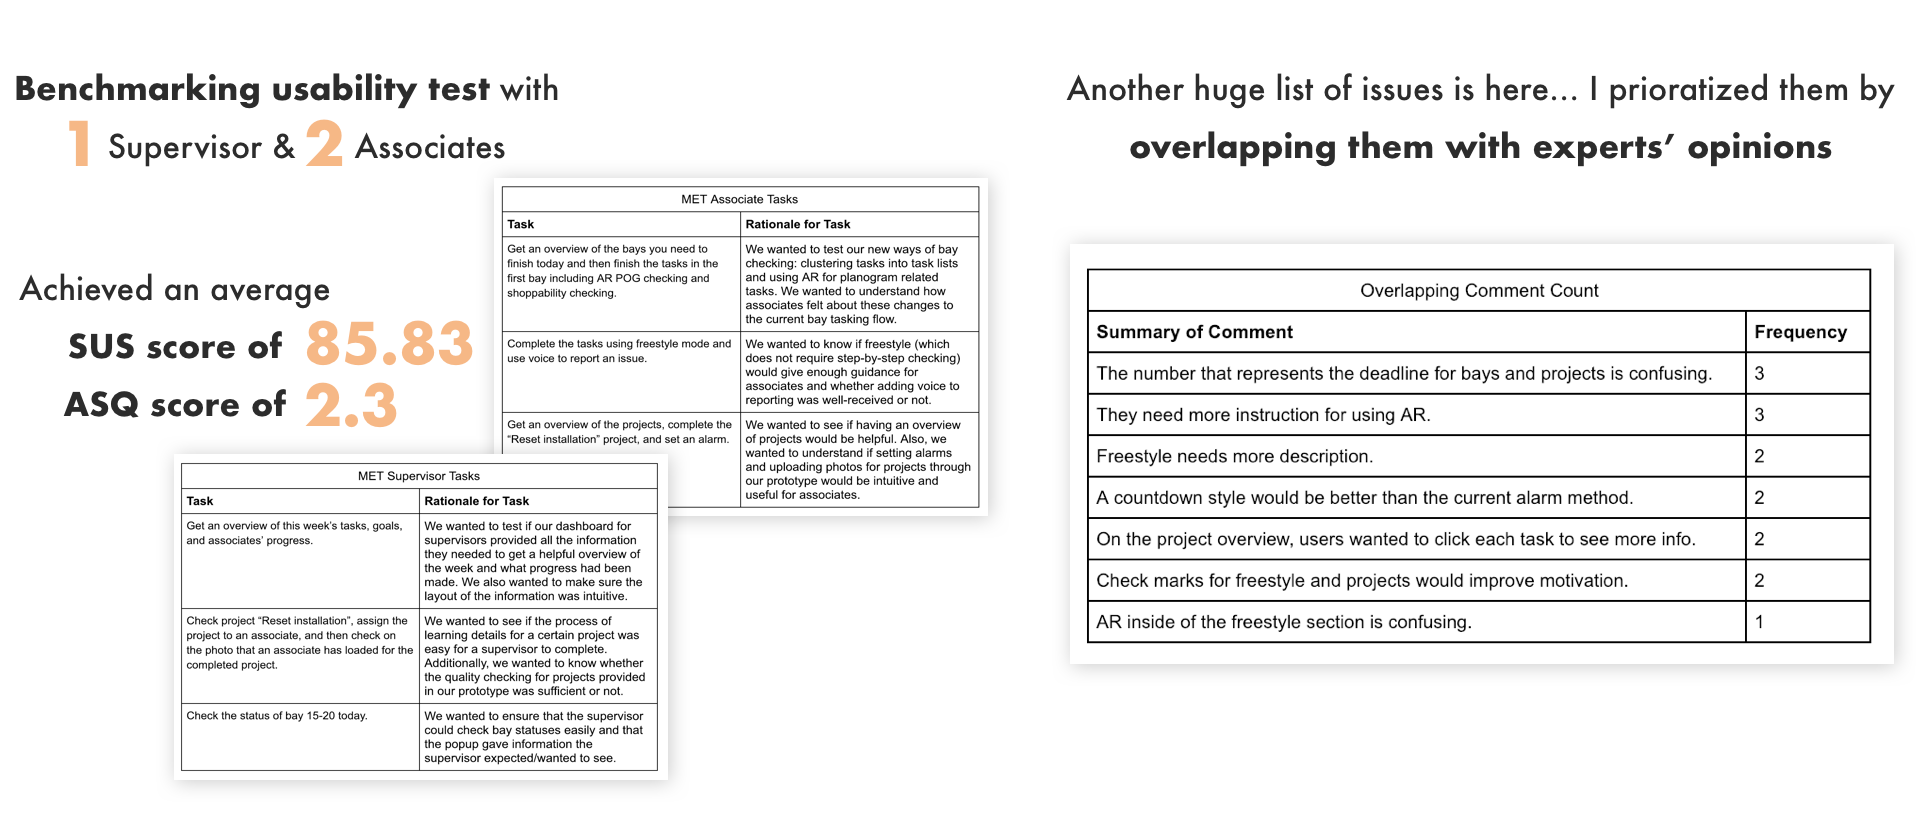 Benchmarking usability test with
1 Supervisor & 2 Associates
Achieved an average
SUS score of 85.83
ASQ score of 2.3
MET Associate Tasks
Task Rationale for Task
Get an overview of the bays you need to
finish today and then finish the tasks in the
first bay including AR POG checking and
shoppability checking.
We wanted to test our new ways of bay
checking: clustering tasks into task lists
and using AR for planogram related
tasks. We wanted to understand how
associates felt about these changes to
the current bay tasking flow.
Complete the tasks using freestyle mode and
use voice to report an issue.
We wanted to know if freestyle (which
does not require step-by-step checking)
would give enough guidance for
associates and whether adding voice to
reporting was well-received or not.
Get an overview of the projects, complete the
“Reset installation” project, and set an alarm.
We wanted to see if having an overview
of projects would be helpful. Also, we
wanted to understand if setting alarms
and uploading photos for projects through
our prototype would be intuitive and
useful for associates.
MET Supervisor Tasks
Task Rationale for Task
Get an overview of this week’s tasks, goals,
and associates’ progress.
We wanted to test if our dashboard for
supervisors provided all the information
they needed to get a helpful overview of
the week and what progress had been
made. We also wanted to make sure the
layout of the information was intuitive.
Check project “Reset installation”, assign the
project to an associate, and then check on
the photo that an associate has loaded for the
completed project.
We wanted to see if the process of
learning details for a certain project was
easy for a supervisor to complete.
Additionally, we wanted to know whether
the quality checking for projects provided
in our prototype was sufficient or not.
Check the status of bay 15-20 today.
We wanted to ensure that the supervisor
could check bay statuses easily and that
the popup gave information the
supervisor expected/wanted to see.
Another huge list of issues is here... I prioratized them by
overlapping them with experts’ opinions
Overlapping Comment Count
Summary of Comment Frequency
The number that represents the deadline for bays and projects is confusing. 3
They need more instruction for using AR. 3
Freestyle needs more description. 2
A countdown style would be better than the current alarm method. 2
On the project overview, users wanted to click each task to see more info. 2
Check marks for freestyle and projects would improve motivation. 2
AR inside of the freestyle section is confusing. 1